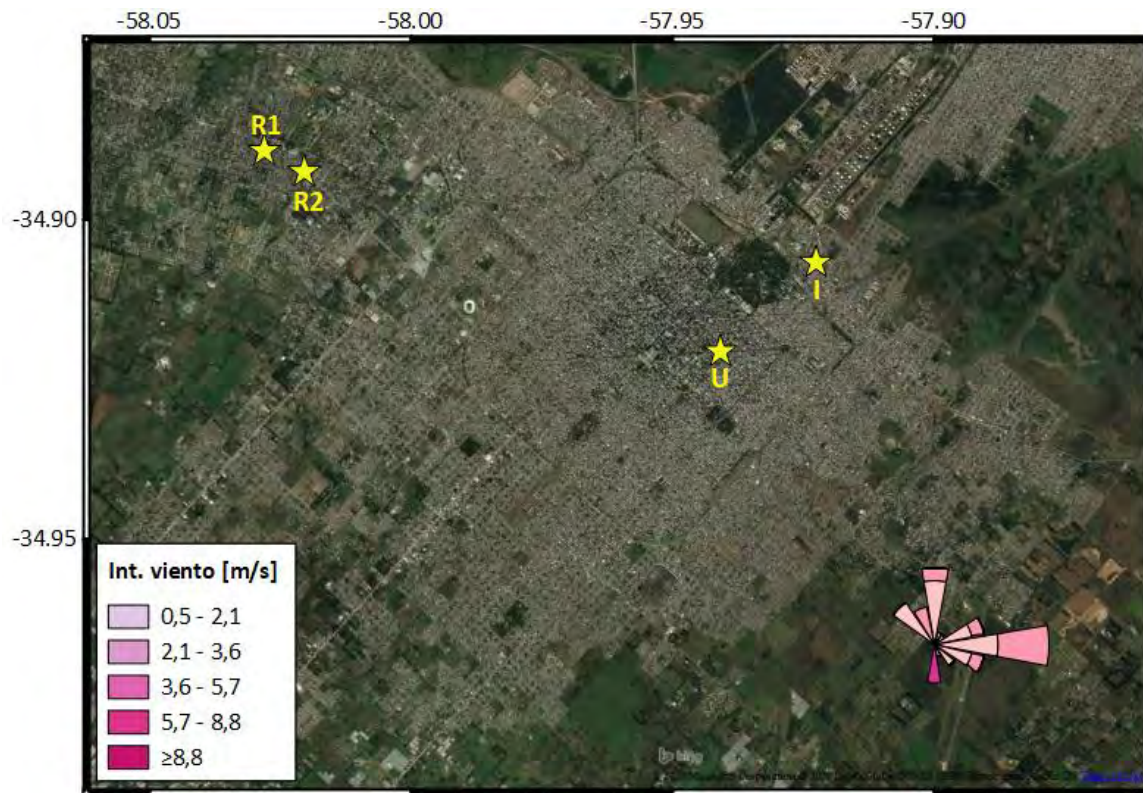 -58.05 -58.00 -57.95 -57.90
R1
R2
-34.90
I
U
-34.95
Int. viento [m/s]
0,5 - 2,1
2,1 - 3,6
3,6 - 5,7
5,7 - 8,8
≥8,8
bing